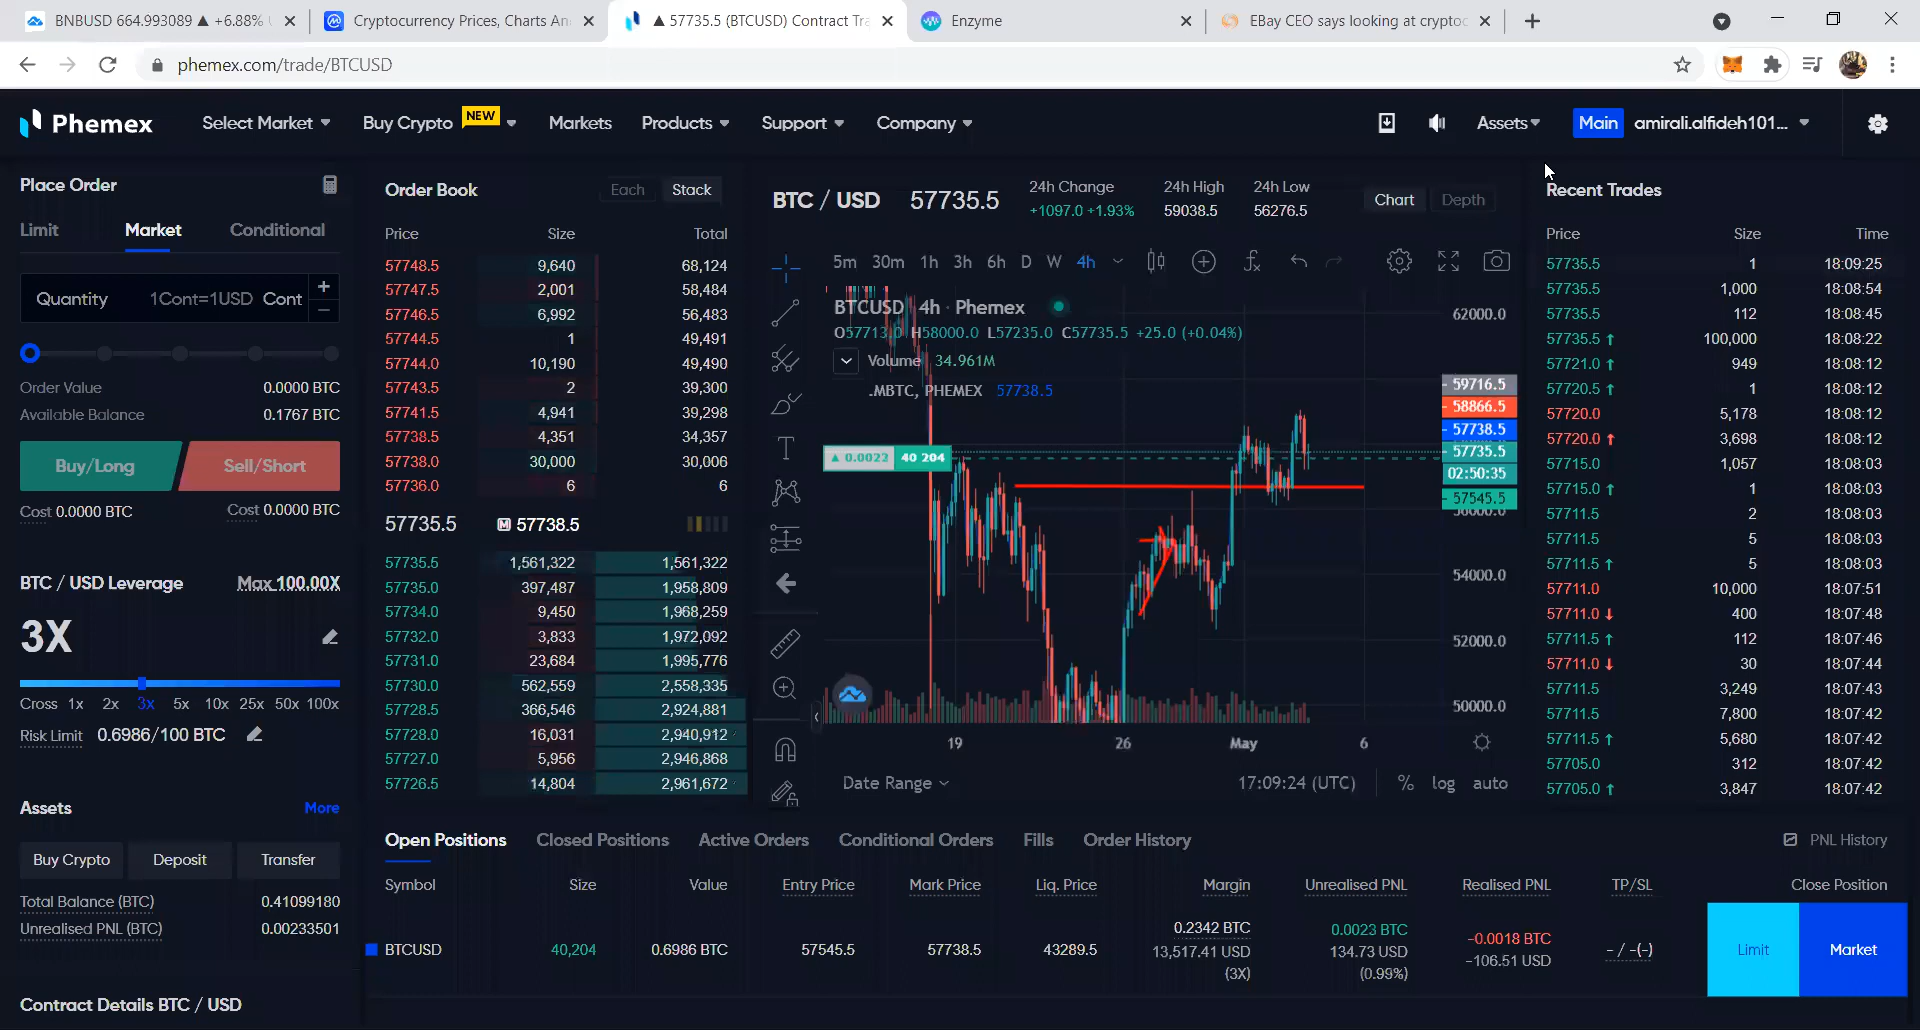 BNBUSD 664.993089 ▲ +6.88%
Cryptocurrency Prices, Charts An
▲ 57735.5 (BTCUSD) Contract Tra
Enzyme
EBay CEO says looking at cryptoc
phemex.com/trade/BTCUSD
Phemex
Select Market
Buy Crypto
NEW
Markets
Products
Support
Company
Assets
Main
amirali.alfideh101...
Place Order
Limit
Market
Conditional
Quantity
1Cont=1USD Cont
Order Value 0.0000 BTC
Available Balance 0.1767 BTC
Buy/Long
Sell/Short
Cost 0.0000 BTC
Cost 0.0000 BTC
BTC / USD Leverage
Max 100.00X
3X
Cross 1x 2x 3x 5x 10x 25x 50x 100x
Risk Limit 0.6986/100 BTC
Assets
More
Buy Crypto
Deposit
Transfer
Total Balance (BTC) 0.41099180
Unrealised PNL (BTC) 0.00233501
Contract Details BTC / USD
Order Book
Each
Stack
Price Size Total
57748.5 9,640 68,124
57747.5 2,001 58,484
57746.5 6,992 56,483
57744.5 1 49,491
57744.0 10,190 49,490
57743.5 2 39,300
57741.5 4,941 39,298
57738.5 4,351 34,357
57738.0 30,000 30,006
57736.0 6 6
57735.5 M 57738.5
57735.5 1,561,322 1,561,322
57735.0 397,487 1,958,809
57734.0 9,450 1,968,259
57732.0 3,833 1,972,092
57731.0 23,684 1,995,776
57730.0 562,559 2,558,335
57728.5 366,546 2,924,881
57728.0 16,031 2,940,912
57727.0 5,956 2,946,868
57726.5 14,804 2,961,672
BTC / USD
57735.5
24h Change
+1097.0 +1.93%
24h High
59038.5
24h Low
56276.5
Chart
Depth
5m 30m 1h 3h 6h D W 4h
BTCUSD 4h · Phemex
O57713.0 H58000.0 L57235.0 C57735.5 +25.0 (+0.04%)
Volume 34.961M
.MBTC, PHEMEX 57738.5
▲ 0.0023 40 204
62000.0
59716.5
58866.5
57738.5
57735.5
02:50:35
57545.5
56000.0
54000.0
52000.0
50000.0
19 26 May 6
Date Range
17:09:24 (UTC)
% log auto
Recent Trades
Price Size Time
57735.5 1 18:09:25
57735.5 1,000 18:08:54
57735.5 112 18:08:45
57735.5 ↑ 100,000 18:08:22
57721.0 ↑ 949 18:08:12
57720.5 ↑ 1 18:08:12
57720.0 5,178 18:08:12
57720.0 ↑ 3,698 18:08:12
57715.0 1,057 18:08:03
57715.0 ↑ 1 18:08:03
57711.5 2 18:08:03
57711.5 5 18:08:03
57711.5 ↑ 5 18:08:03
57711.0 10,000 18:07:51
57711.0 ↓ 400 18:07:48
57711.5 ↑ 112 18:07:46
57711.0 ↓ 30 18:07:44
57711.5 3,249 18:07:43
57711.5 7,800 18:07:42
57711.5 ↑ 5,680 18:07:42
57705.0 312 18:07:42
57705.0 ↑ 3,847 18:07:42
Open Positions
Closed Positions
Active Orders
Conditional Orders
Fills
Order History
PNL History
Symbol Size Value Entry Price Mark Price Liq. Price Margin Unrealised PNL Realised PNL TP/SL Close Position
BTCUSD 40,204 0.6986 BTC 57545.5 57738.5 43289.5
0.2342 BTC
13,517.41 USD
(3X)
0.0023 BTC
134.73 USD
(0.99%)
-0.0018 BTC
-106.51 USD
- / -(-)
Limit
Market